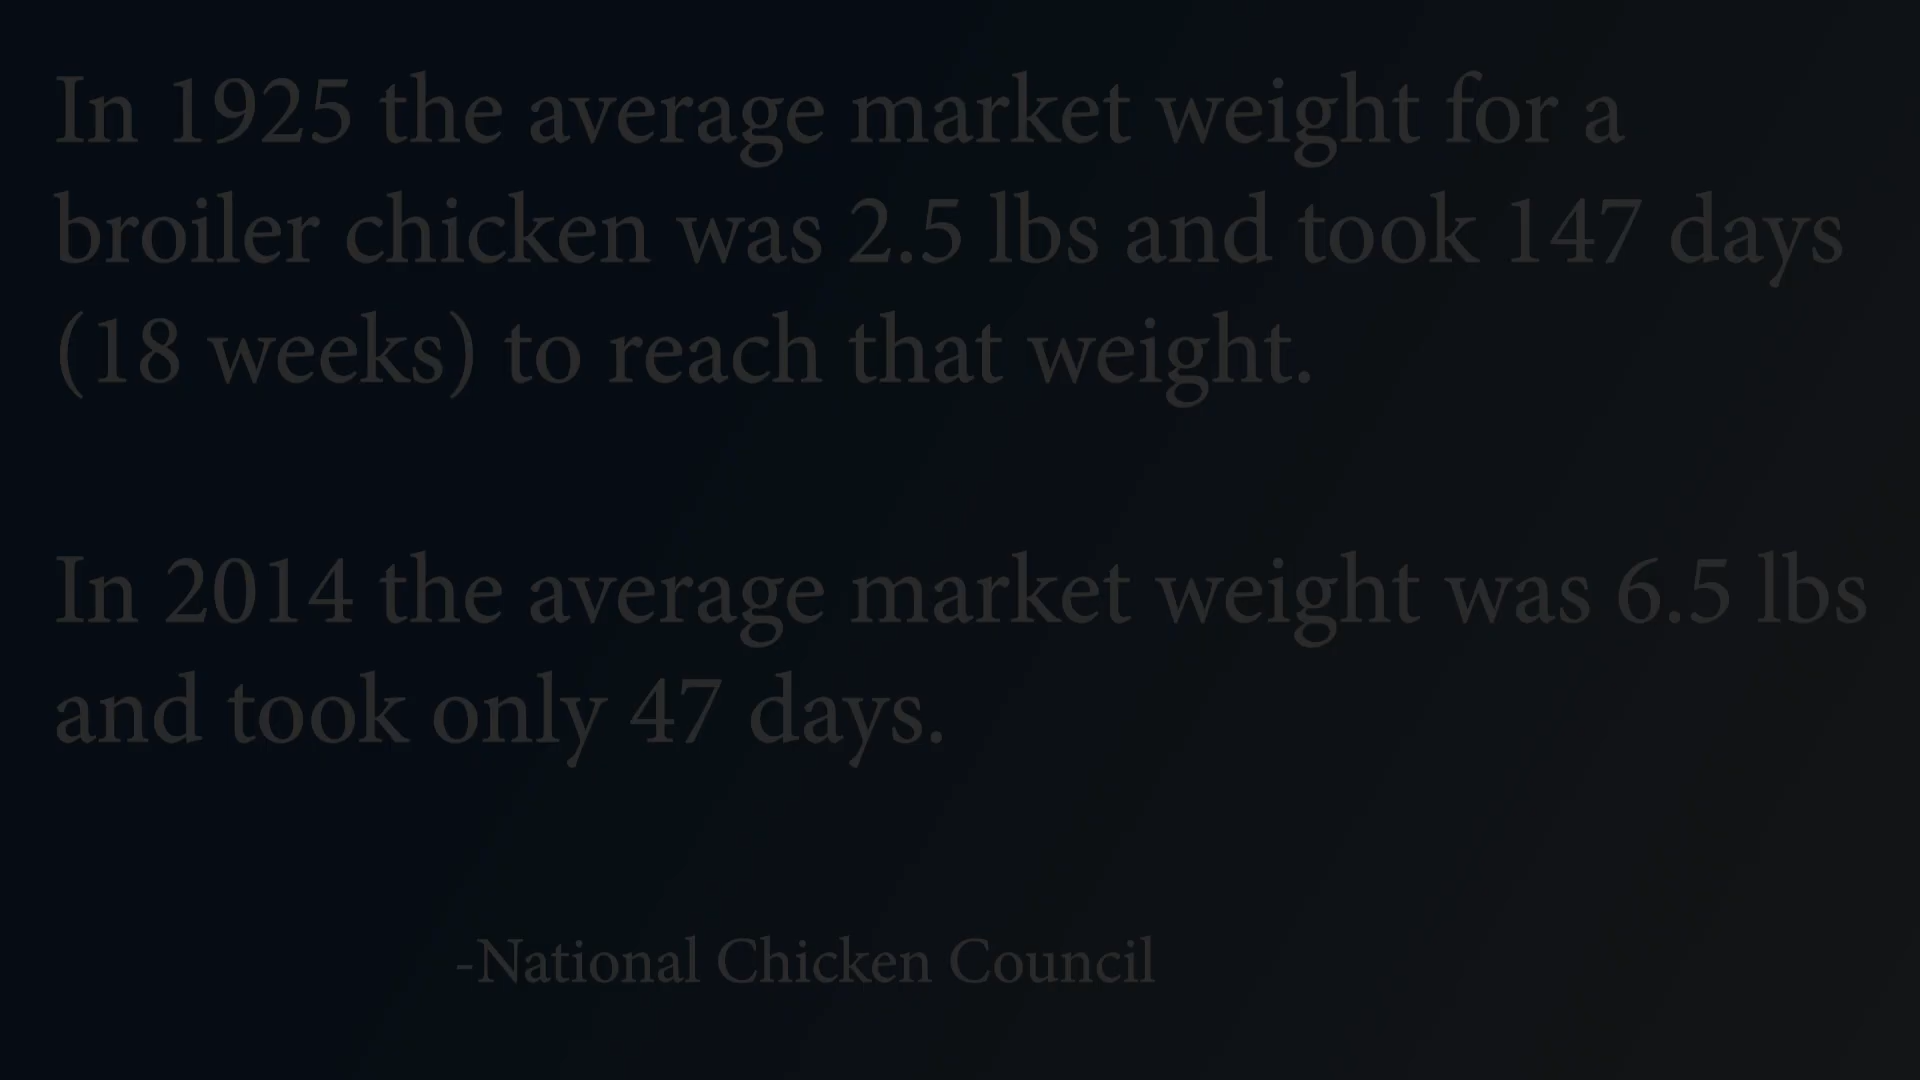 In 1925 the average market weight for a
broiler chicken was 2.5 lbs and took 147 days
(18 weeks) to reach that weight.
In 2014 the average market weight was 6.5 lbs
and took only 47 days.
-National Chicken Council